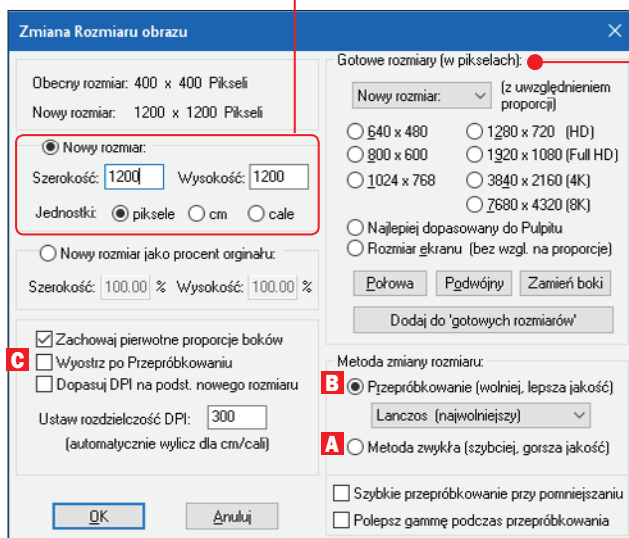 Zmiana Rozmiaru obrazu
Obecny rozmiar: 400 x 400 Pikseli
Nowy rozmiar: 1200 x 1200 Pikseli
Nowy rozmiar:
Szerokość: 1200 Wysokość: 1200
Jednostki: piksele cm cale
Nowy rozmiar jako procent orginału:
Szerokość: 100.00 % Wysokość: 100.00 %
C
Zachowaj pierwotne proporcje boków
Wyostrz po Przepróbkowaniu
Dopasuj DPI na podst. nowego rozmiaru
Ustaw rozdzielczość DPI: 300
(automatycznie wylicz dla cm/cali)
OK Anuluj
Gotowe rozmiary (w pikselach):
Nowy rozmiar: (z uwzględnieniem
proporcji)
640 x 480 1280 x 720 (HD)
800 x 600 1920 x 1080 (Full HD)
1024 x 768 3840 x 2160 (4K)
7680 x 4320 (8K)
Najlepiej dopasowany do Pulpitu
Rozmiar ekranu (bez wzgl. na proporcje)
Połowa Podwójny Zamień boki
Dodaj do 'gotowych rozmiarów'
Metoda zmiany rozmiaru:
B Przepróbkowanie (wolniej, lepsza jakość)
Lanczos (najwolniejszy)
A Metoda zwykła (szybciej, gorsza jakość)
Szybkie przepróbkowanie przy pomniejszaniu
Polepsz gammę podczas przepróbkowania